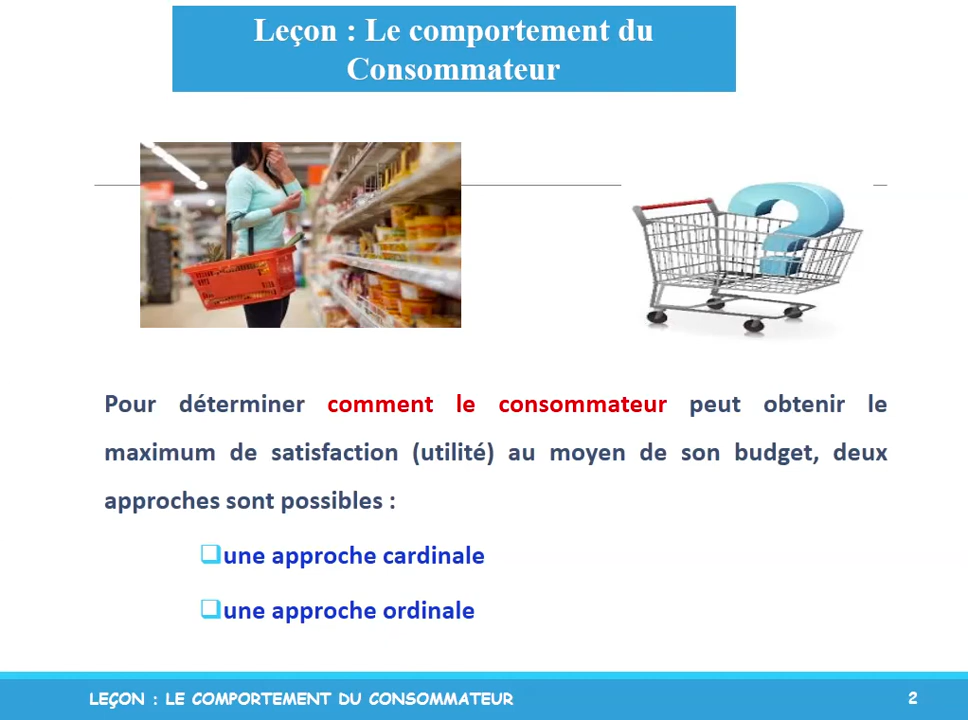 Leçon : Le comportement du
Consommateur
Pour déterminer comment le consommateur peut obtenir le
maximum de satisfaction (utilité) au moyen de son budget, deux
approches sont possibles :
❑une approche cardinale
❑une approche ordinale
LEÇON : LE COMPORTEMENT DU CONSOMMATEUR
2